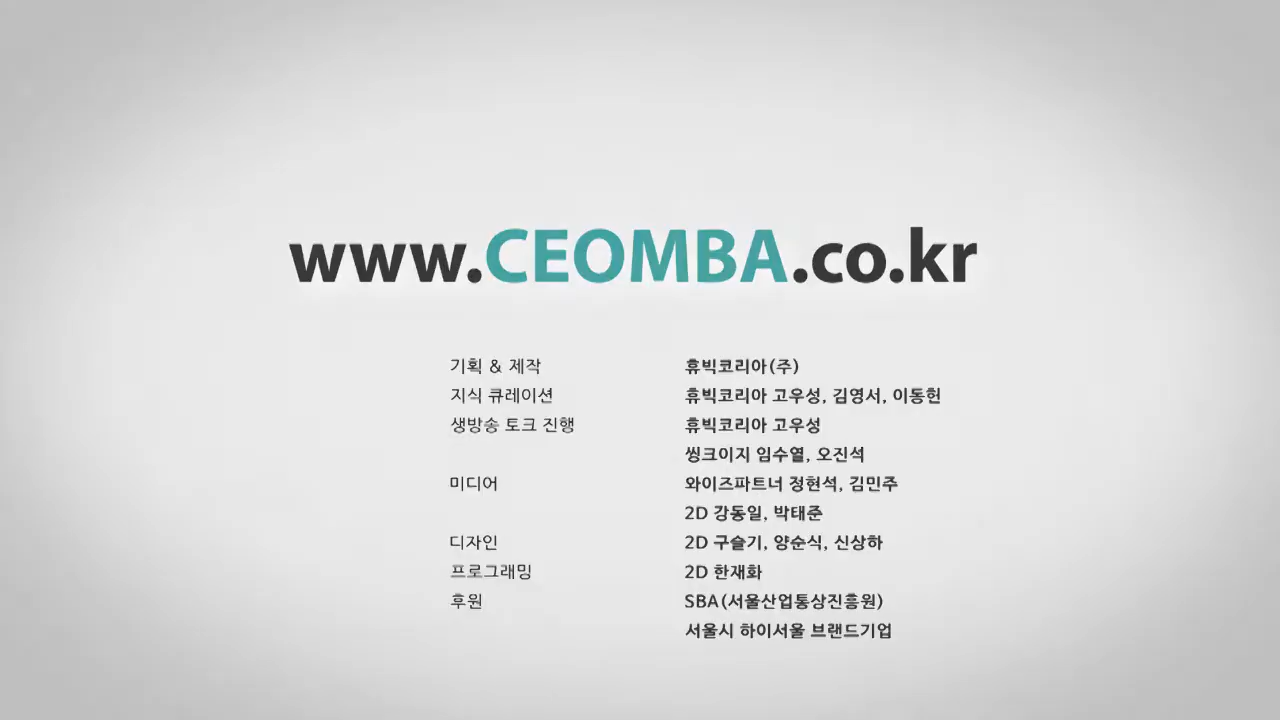 www.CEOMBA.co.kr
기획 & 제작 휴빅코리아(주)
지식 큐레이션 휴빅코리아 고우성, 김영서, 이동헌
생방송 토크 진행 휴빅코리아 고우성
씽크이지 임수열, 오진석
미디어 와이즈파트너 정현석, 김민주
2D 강동일, 박태준
디자인 2D 구슬기, 양순식, 신상하
프로그래밍 2D 한재화
후원 SBA(서울산업통상진흥원)
서울시 하이서울 브랜드기업